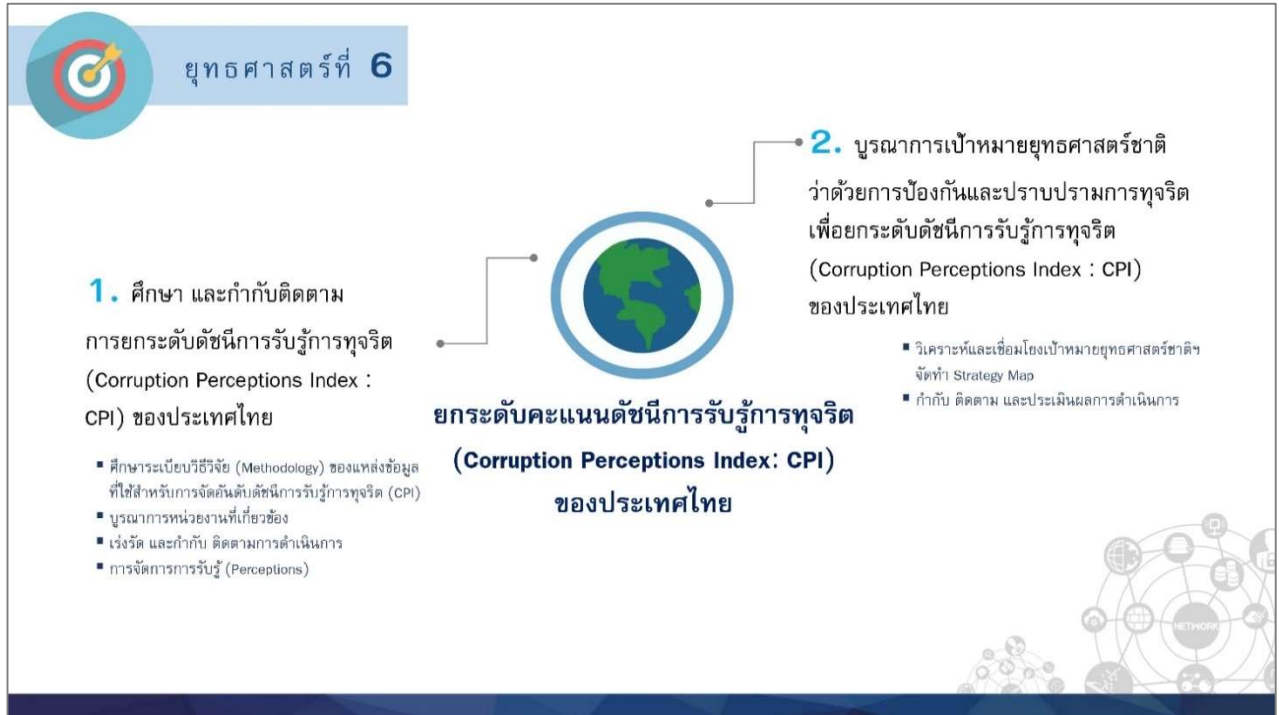 ยุทธศาสตร์ที่ 6
1. ศึกษา และกำกับติดตาม
การยกระดับดัชนีการรับรู้การทุจริต
(Corruption Perceptions Index :
CPI) ของประเทศไทย
▪ ศึกษาระเบียบวิธีวิจัย (Methodology) ของแหล่งข้อมูล
ที่ใช้สำหรับการจัดอันดับดัชนีการรับรู้การทุจริต (CPI)
▪ บูรณาการหน่วยงานที่เกี่ยวข้อง
▪ เร่งรัด และกำกับ ติดตามการดำเนินการ
▪ การจัดการการรับรู้ (Perceptions)
ยกระดับคะแนนดัชนีการรับรู้การทุจริต
(Corruption Perceptions Index: CPI)
ของประเทศไทย
2. บูรณาการเป้าหมายยุทธศาสตร์ชาติ
ว่าด้วยการป้องกันและปราบปรามการทุจริต
เพื่อยกระดับดัชนีการรับรู้การทุจริต
(Corruption Perceptions Index : CPI)
ของประเทศไทย
▪ วิเคราะห์และเชื่อมโยงเป้าหมายยุทธศาสตร์ชาติฯ
จัดทำ Strategy Map
▪ กำกับ ติดตาม และประเมินผลการดำเนินการ
NETWORK